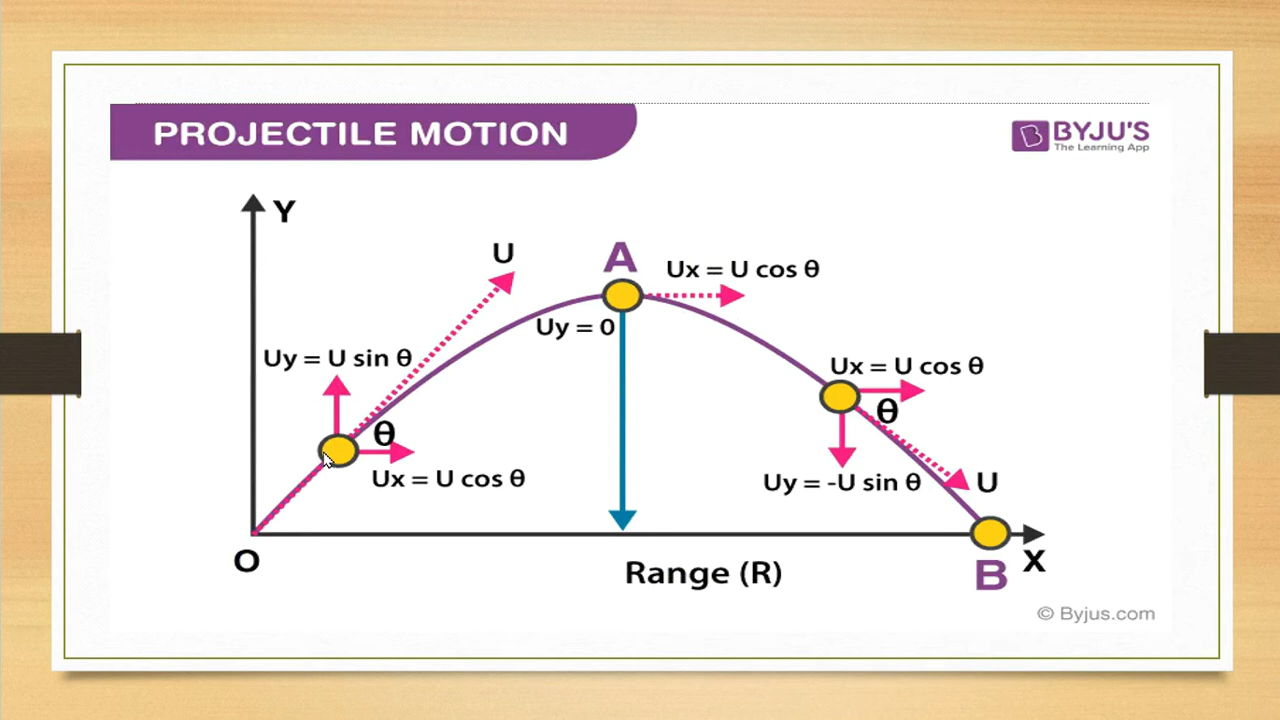 PROJECTILE MOTION
BYJU'S
The Learning App
Y
U
A
Ux = U cos θ
Uy = 0
Uy = U sin θ
Ux = U cos θ
θ
θ
Ux = U cos θ
Uy = -U sin θ
U
O
Range (R)
B
X
© Byjus.com